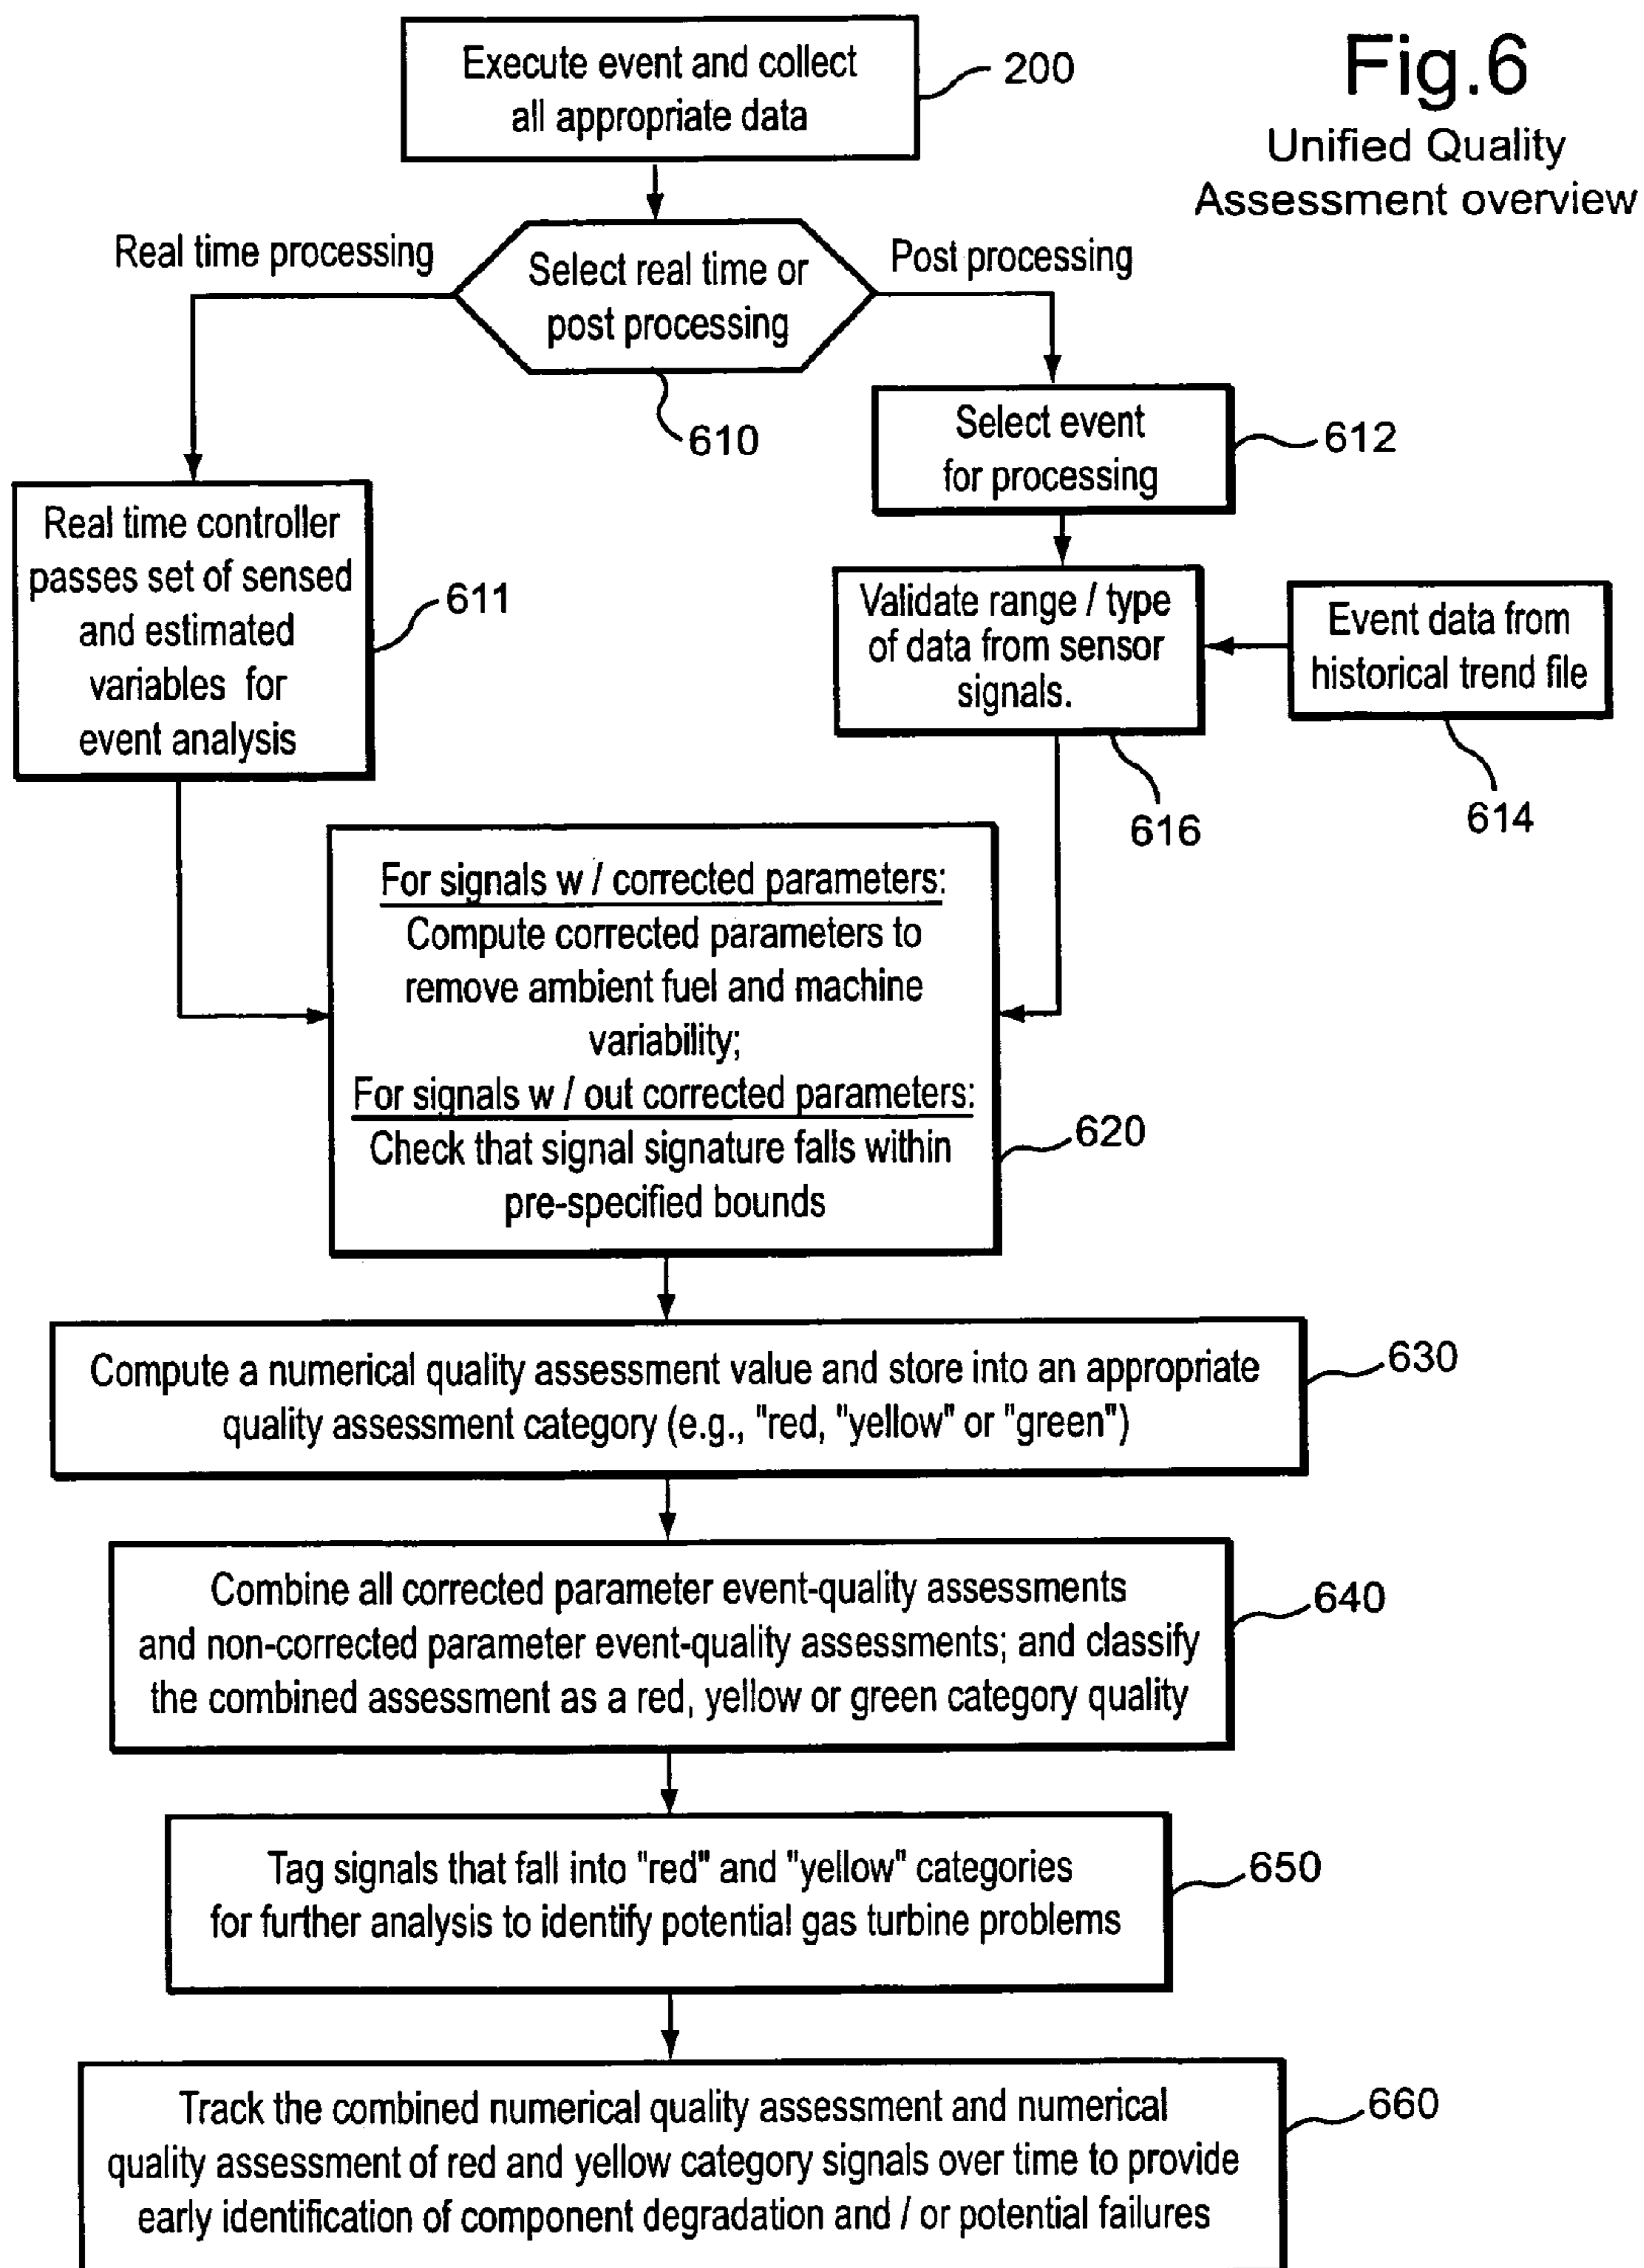 Fig.6
Unified Quality
Assessment overview
Execute event and collect
all appropriate data
200
Real time processing
Select real time or
post processing
Post processing
610
Select event
for processing
612
Real time controller
passes set of sensed
and estimated
variables for
event analysis
611
Validate range / type
of data from sensor
signals.
616
Event data from
historical trend file
614
For signals w / corrected parameters:
Compute corrected parameters to
remove ambient fuel and machine
variability;
For signals w / out corrected parameters:
Check that signal signature falls within
pre-specified bounds
620
Compute a numerical quality assessment value and store into an appropriate
quality assessment category (e.g., "red, "yellow" or "green")
630
Combine all corrected parameter event-quality assessments
and non-corrected parameter event-quality assessments; and classify
the combined assessment as a red, yellow or green category quality
640
Tag signals that fall into "red" and "yellow" categories
for further analysis to identify potential gas turbine problems
650
Track the combined numerical quality assessment and numerical
quality assessment of red and yellow category signals over time to provide
early identification of component degradation and / or potential failures
660